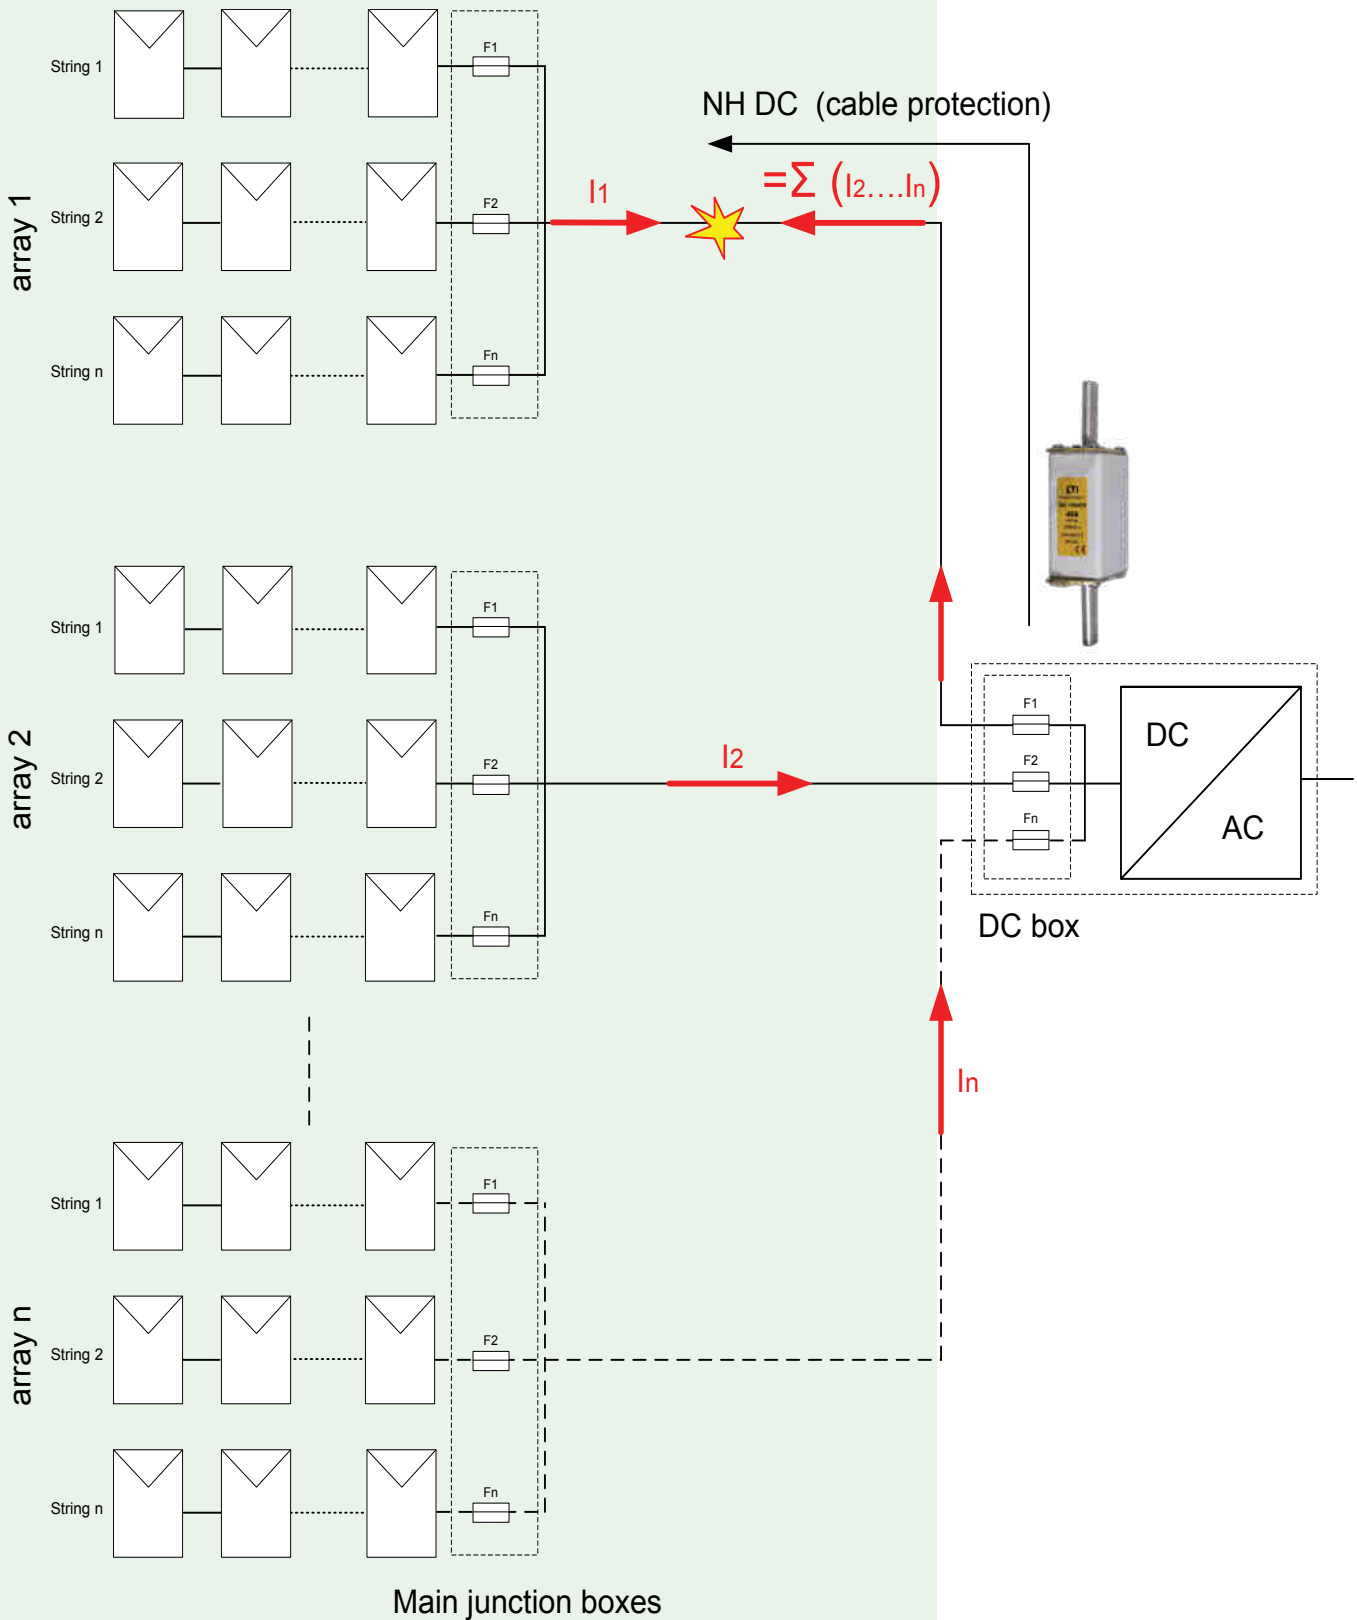 array 1
String 1
F1
String 2
F2
String n
Fn
I1
NH DC (cable protection)
=Σ (I2....In)
ETI
array 2
String 1
F1
String 2
F2
String n
Fn
I2
F1
F2
Fn
DC
AC
DC box
In
array n
String 1
F1
String 2
F2
String n
Fn
Main junction boxes